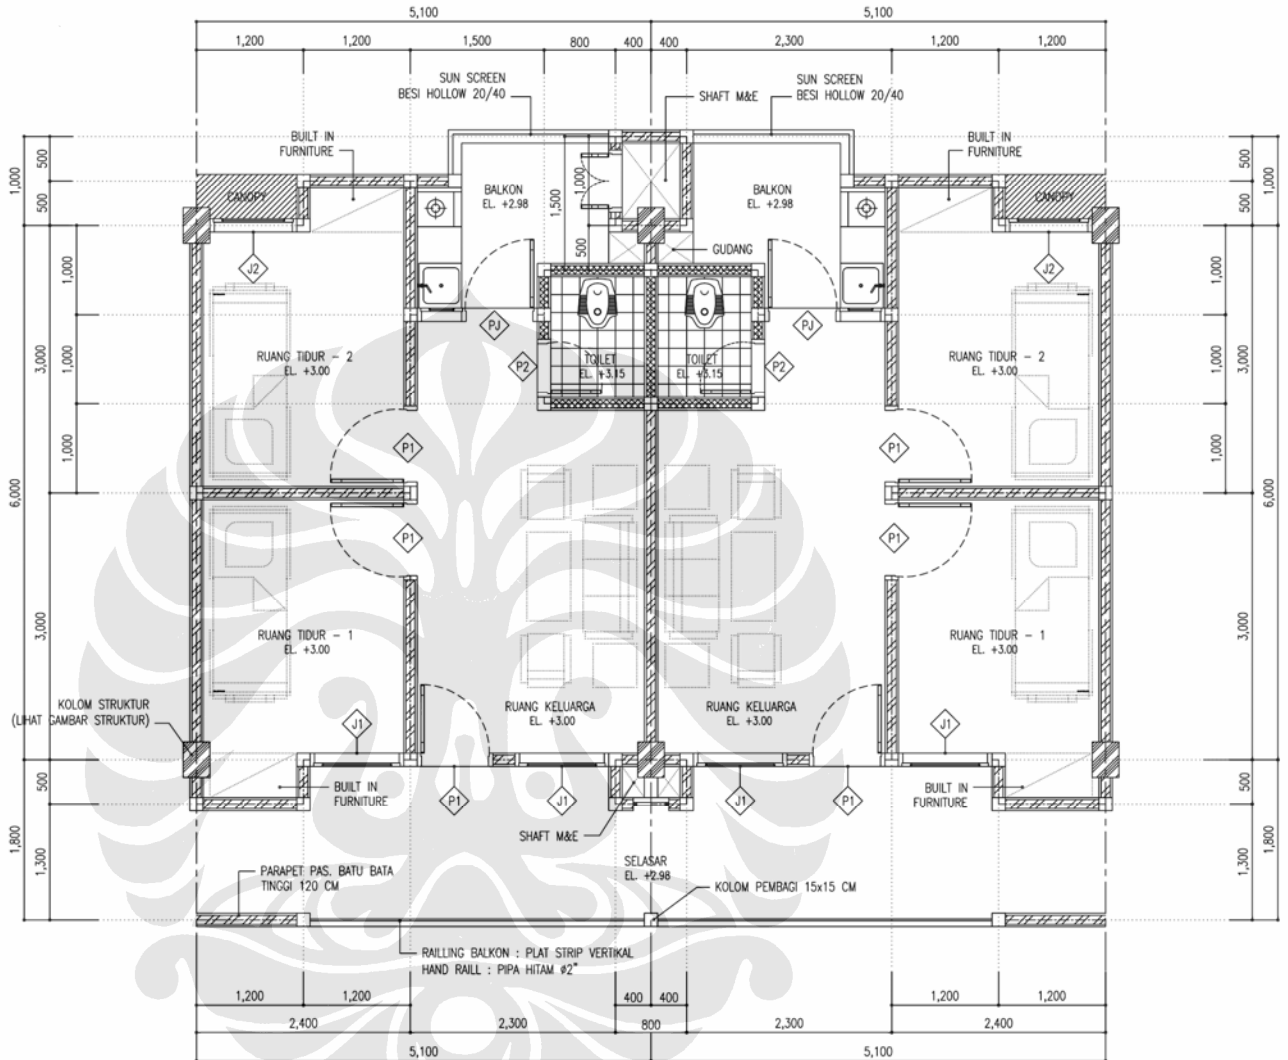 5,100 5,100
1,200 1,200 1,500 800 400 400 2,300 1,200 1,200
SUN SCREEN
BESI HOLLOW 20/40
SHAFT M&E
SUN SCREEN
BESI HOLLOW 20/40
BUILT IN
FURNITURE
BUILT IN
FURNITURE
1,000 500 500
500 500 1,000
CANOPY
BALKON
EL. +2.98
1,500 1,000 500
BALKON
EL. +2.98
CANOPY
GUDANG
J2
J2
PJ
PJ
P2
P2
TOILET
EL. +3.15
TOILET
EL. +3.15
RUANG TIDUR - 2
EL. +3.00
RUANG TIDUR - 2
EL. +3.00
6,000 3,000 1,000 1,000 1,000
1,000 1,000 1,000 3,000 6,000
P1
P1
P1
P1
3,000
3,000
RUANG TIDUR - 1
EL. +3.00
RUANG TIDUR - 1
EL. +3.00
KOLOM STRUKTUR
(LIHAT GAMBAR STRUKTUR)
RUANG KELUARGA
EL. +3.00
RUANG KELUARGA
EL. +3.00
J1
J1
BUILT IN
FURNITURE
P1
J1
J1
P1
BUILT IN
FURNITURE
SHAFT M&E
1,800 500 1,300
500 1,300 1,800
SELASAR
EL. +2.98
PARAPET PAS. BATU BATA
TINGGI 120 CM
KOLOM PEMBAGI 15x15 CM
RAILLING BALKON : PLAT STRIP VERTIKAL
HAND RAILL : PIPA HITAM ø2"
1,200 1,200 400 400 1,200 1,200
2,400 2,300 800 2,300 2,400
5,100 5,100